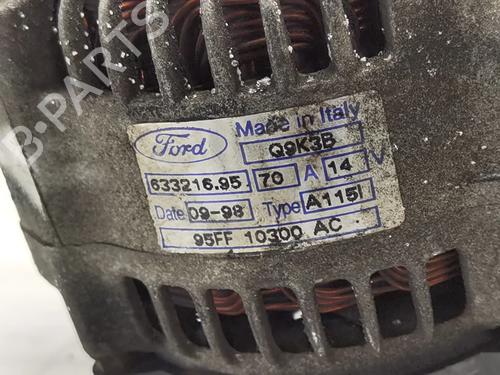 B-PARTS
Ford Made in Italy
Q9K3B
633216.95 70 A 14 V
Date 09-98 Type A115I
95FF 10300 AC